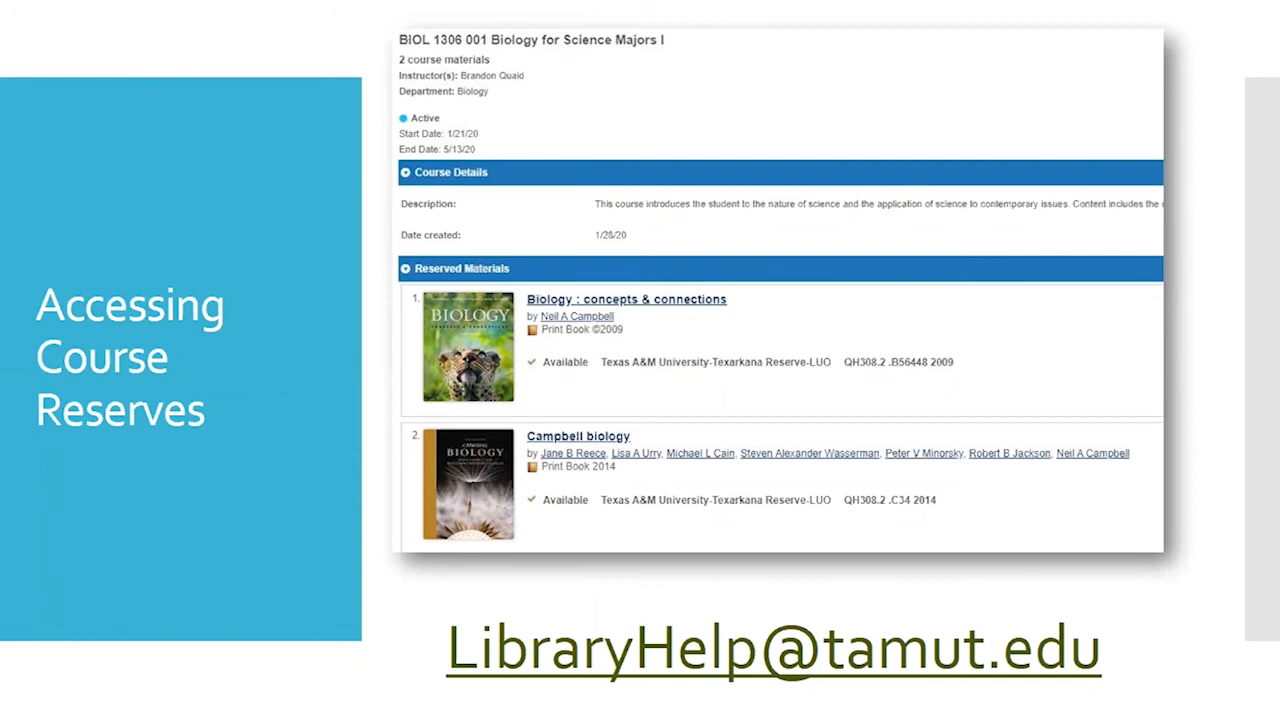 Accessing
Course
Reserves
BIOL 1306 001 Biology for Science Majors I
2 course materials
Instructor(s): Brandon Quaid
Department: Biology
Active
Start Date: 1/21/20
End Date: 5/13/20
Course Details
Description: This course introduces the student to the nature of science and the application of science to contemporary issues. Content includes the
Date created: 1/28/20
Reserved Materials
1. Biology : concepts & connections
BIOLOGY
by Neil A Campbell
Print Book ©2009
Available Texas A&M University-Texarkana Reserve-LUO QH308.2 .B56448 2009
2. Campbell biology
CAMPBELL
BIOLOGY
by Jane B Reece, Lisa A Urry, Michael L Cain, Steven Alexander Wasserman, Peter V Minorsky, Robert B Jackson, Neil A Campbell
Print Book 2014
Available Texas A&M University-Texarkana Reserve-LUO QH308.2 .C34 2014
LibraryHelp@tamut.edu